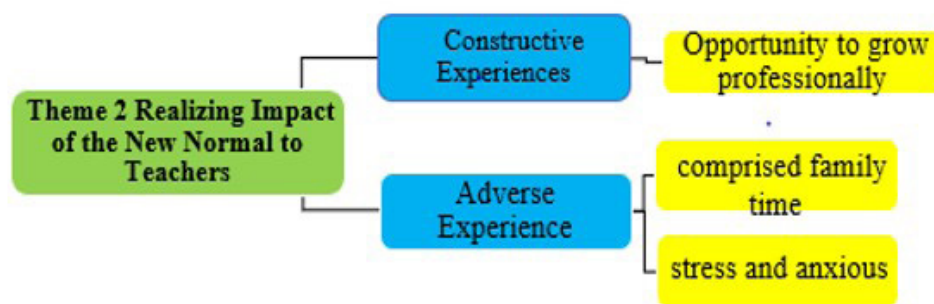 Theme 2 Realizing Impact
of the New Normal to
Teachers
Constructive
Experiences
Opportunity to grow
professionally
Adverse
Experience
comprised family
time
stress and anxious